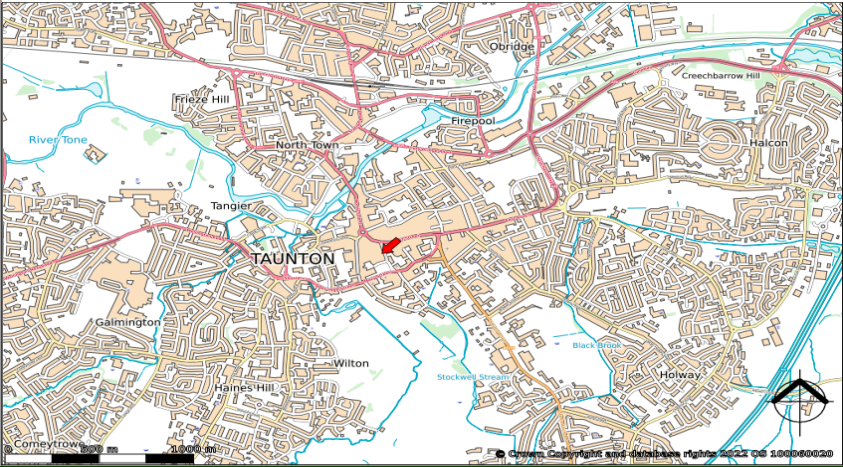 Obridge
Creechbarrow Hill
Frieze Hill
Firepool
River Tone
North Town
Halcon
Tangier
TAUNTON
Galmington
Black Brook
Wilton
Stockwell Stream
Holway
Haines Hill
Comeytrowe
0 500 m 1000 m
© Crown Copyright and database rights 2022 OS 100060020